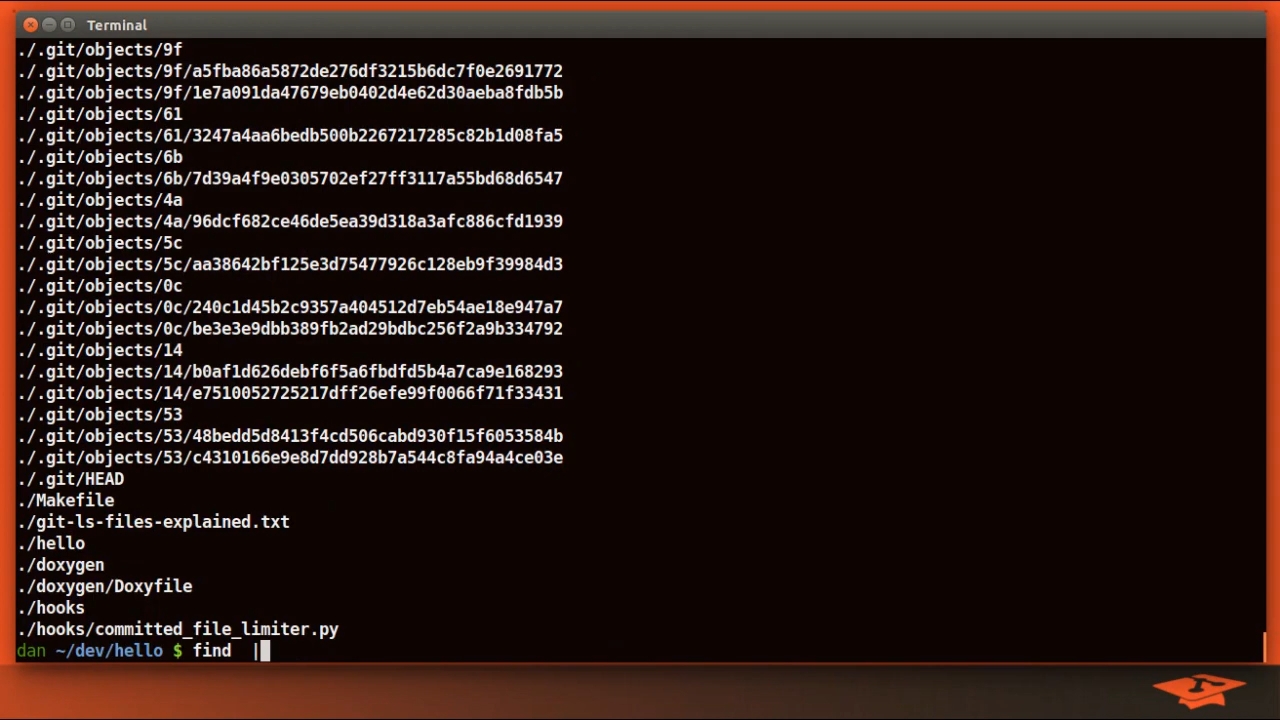 Terminal
./.git/objects/9f
./.git/objects/9f/a5fba86a5872de276df3215b6dc7f0e2691772
./.git/objects/9f/1e7a091da47679eb0402d4e62d30aeba8fdb5b
./.git/objects/61
./.git/objects/61/3247a4aa6bedb500b2267217285c82b1d08fa5
./.git/objects/6b
./.git/objects/6b/7d39a4f9e0305702ef27ff3117a55bd68d6547
./.git/objects/4a
./.git/objects/4a/96dcf682ce46de5ea39d318a3afc886cfd1939
./.git/objects/5c
./.git/objects/5c/aa38642bf125e3d75477926c128eb9f39984d3
./.git/objects/0c
./.git/objects/0c/240c1d45b2c9357a404512d7eb54ae18e947a7
./.git/objects/0c/be3e3e9dbb389fb2ad29bdbc256f2a9b334792
./.git/objects/14
./.git/objects/14/b0af1d626debf6f5a6fbdfd5b4a7ca9e168293
./.git/objects/14/e7510052725217dff26efe99f0066f71f33431
./.git/objects/53
./.git/objects/53/48bedd5d8413f4cd506cabd930f15f6053584b
./.git/objects/53/c4310166e9e8d7dd928b7a544c8fa94a4ce03e
./.git/HEAD
./Makefile
./git-ls-files-explained.txt
./hello
./doxygen
./doxygen/Doxyfile
./hooks
./hooks/committed_file_limiter.py
dan ~/dev/hello $ find  |